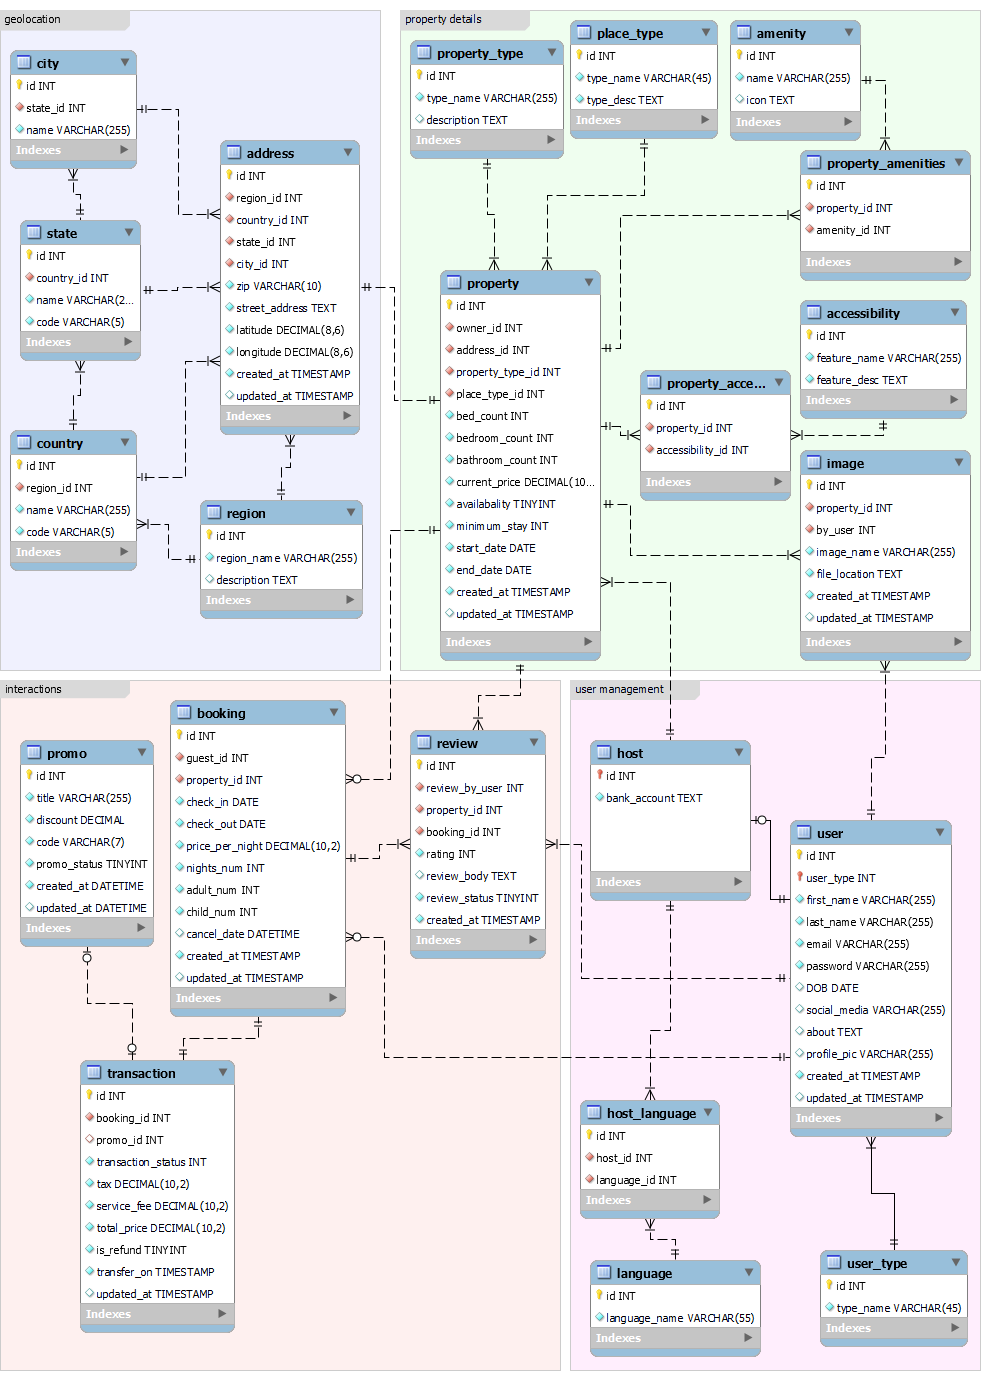 geolocation
city
id INT
state_id INT
name VARCHAR(255)
Indexes
address
id INT
region_id INT
country_id INT
state_id INT
city_id INT
zip VARCHAR(10)
street_address TEXT
latitude DECIMAL(8,6)
longitude DECIMAL(8,6)
created_at TIMESTAMP
updated_at TIMESTAMP
Indexes
state
id INT
country_id INT
name VARCHAR(2...
code VARCHAR(5)
Indexes
country
id INT
region_id INT
name VARCHAR(255)
code VARCHAR(5)
Indexes
region
id INT
region_name VARCHAR(255)
description TEXT
Indexes
property details
property_type
id INT
type_name VARCHAR(255)
description TEXT
Indexes
place_type
id INT
type_name VARCHAR(45)
type_desc TEXT
Indexes
amenity
id INT
name VARCHAR(255)
icon TEXT
Indexes
property_amenities
id INT
property_id INT
amenity_id INT
Indexes
property
id INT
owner_id INT
address_id INT
property_type_id INT
place_type_id INT
bed_count INT
bedroom_count INT
bathroom_count INT
current_price DECIMAL(10...
availabality TINYINT
minimum_stay INT
start_date DATE
end_date DATE
created_at TIMESTAMP
updated_at TIMESTAMP
Indexes
accessibility
id INT
feature_name VARCHAR(255)
feature_desc TEXT
Indexes
property_acce...
id INT
property_id INT
accessibility_id INT
Indexes
image
id INT
property_id INT
by_user INT
image_name VARCHAR(255)
file_location TEXT
created_at TIMESTAMP
updated_at TIMESTAMP
Indexes
interactions
promo
id INT
title VARCHAR(255)
discount DECIMAL
code VARCHAR(7)
promo_status TINYINT
created_at DATETIME
updated_at DATETIME
Indexes
booking
id INT
guest_id INT
property_id INT
check_in DATE
check_out DATE
price_per_night DECIMAL(10,2)
nights_num INT
adult_num INT
child_num INT
cancel_date DATETIME
created_at TIMESTAMP
updated_at TIMESTAMP
Indexes
review
id INT
review_by_user INT
property_id INT
booking_id INT
rating INT
review_body TEXT
review_status TINYINT
created_at TIMESTAMP
Indexes
transaction
id INT
booking_id INT
promo_id INT
transaction_status INT
tax DECIMAL(10,2)
service_fee DECIMAL(10,2)
total_price DECIMAL(10,2)
is_refund TINYINT
transfer_on TIMESTAMP
updated_at TIMESTAMP
Indexes
user management
host
id INT
bank_account TEXT
Indexes
user
id INT
user_type INT
first_name VARCHAR(255)
last_name VARCHAR(255)
email VARCHAR(255)
password VARCHAR(255)
DOB DATE
social_media VARCHAR(255)
about TEXT
profile_pic VARCHAR(255)
created_at TIMESTAMP
updated_at TIMESTAMP
Indexes
host_language
id INT
host_id INT
language_id INT
Indexes
language
id INT
language_name VARCHAR(55)
Indexes
user_type
id INT
type_name VARCHAR(45)
Indexes